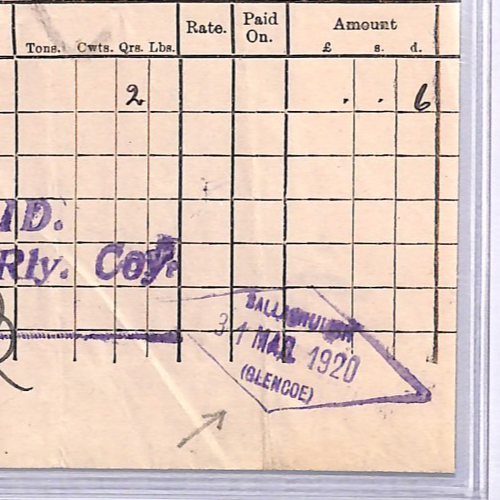 Rate. Paid On. Amount
Tons. Cwts. Qrs. Lbs. £ s. d.
2 . . 6
ID.
Rly. Coy.
BALLACHULISH
31 MAR 1920
(GLENCOE)